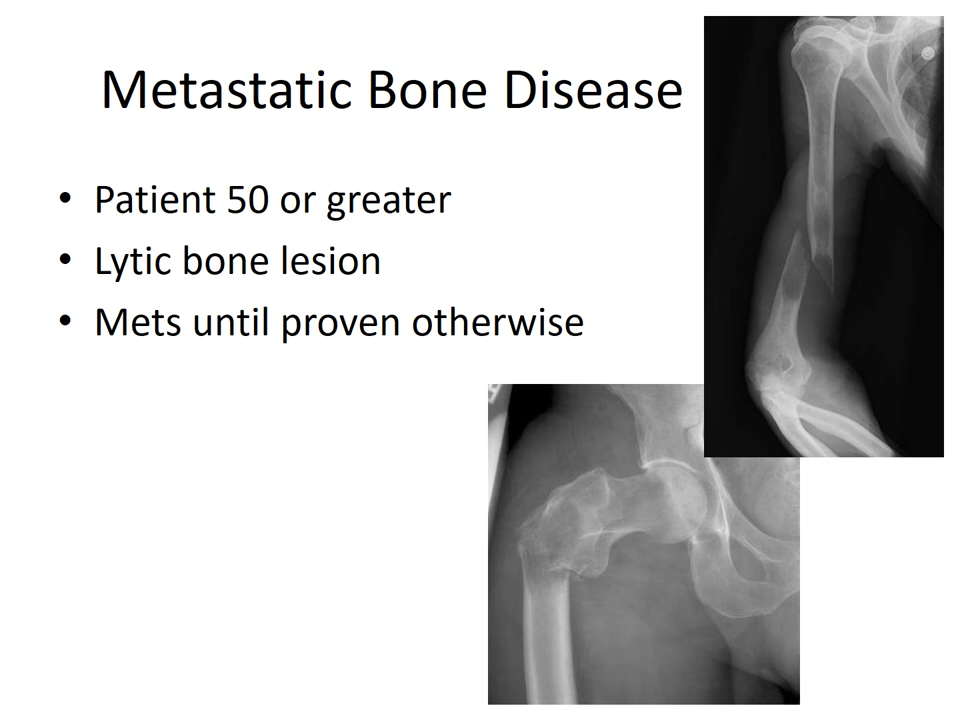 Metastatic Bone Disease
• Patient 50 or greater
• Lytic bone lesion
• Mets until proven otherwise